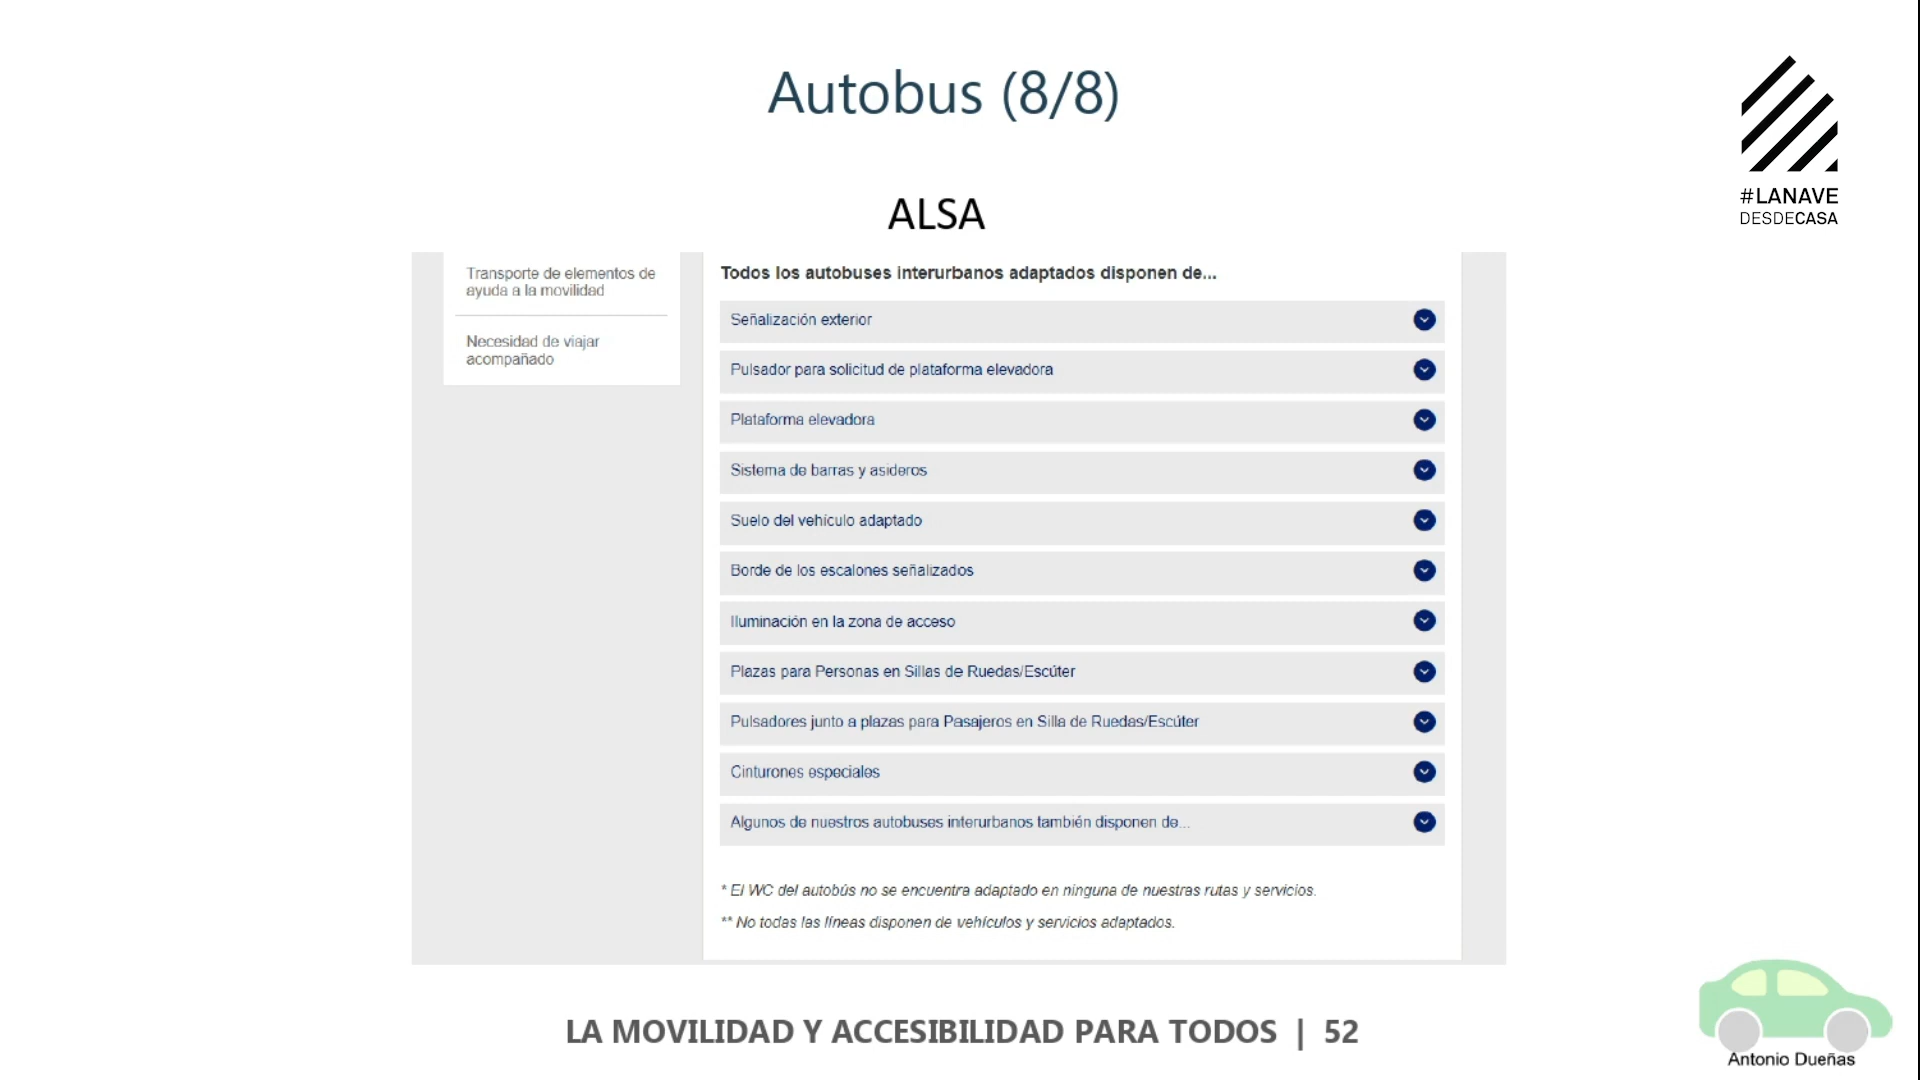 Autobus (8/8)
#LANAVE
DESDECASA
ALSA
Transporte de elementos de
ayuda a la movilidad
Necesidad de viajar
acompañado
Todos los autobuses interurbanos adaptados disponen de...
Señalización exterior
Pulsador para solicitud de plataforma elevadora
Plataforma elevadora
Sistema de barras y asideros
Suelo del vehículo adaptado
Borde de los escalones señalizados
Iluminación en la zona de acceso
Plazas para Personas en Sillas de Ruedas/Escúter
Pulsadores junto a plazas para Pasajeros en Silla de Ruedas/Escúter
Cinturones especiales
Algunos de nuestros autobuses interurbanos también disponen de...
* El WC del autobús no se encuentra adaptado en ninguna de nuestras rutas y servicios.
** No todas las líneas disponen de vehículos y servicios adaptados.
LA MOVILIDAD Y ACCESIBILIDAD PARA TODOS | 52
Antonio Dueñas